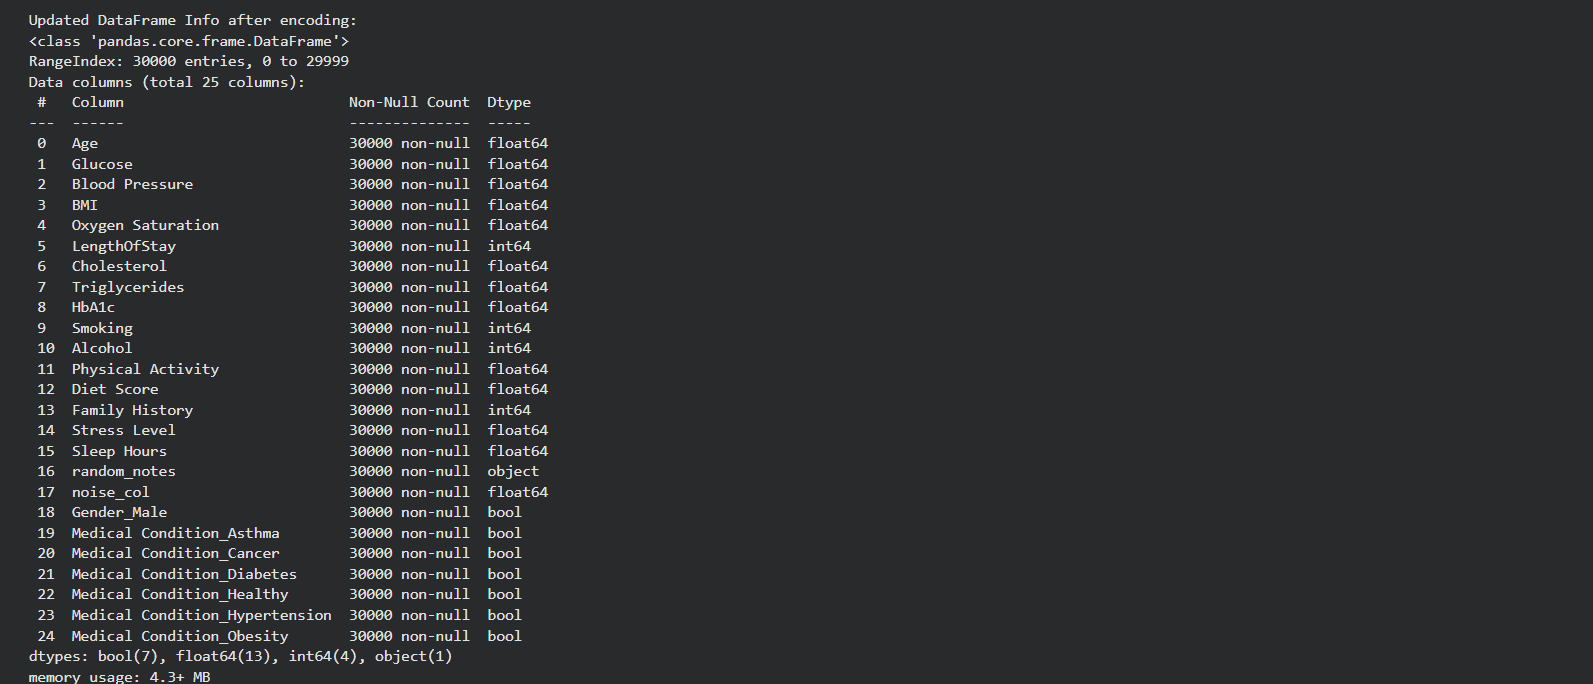 Updated DataFrame Info after encoding:
<class 'pandas.core.frame.DataFrame'>
RangeIndex: 30000 entries, 0 to 29999
Data columns (total 25 columns):
 #   Column                          Non-Null Count  Dtype
---  ------                          --------------  -----
 0   Age                             30000 non-null  float64
 1   Glucose                         30000 non-null  float64
 2   Blood Pressure                  30000 non-null  float64
 3   BMI                             30000 non-null  float64
 4   Oxygen Saturation               30000 non-null  float64
 5   LengthOfStay                    30000 non-null  int64
 6   Cholesterol                     30000 non-null  float64
 7   Triglycerides                   30000 non-null  float64
 8   HbA1c                           30000 non-null  float64
 9   Smoking                         30000 non-null  int64
 10  Alcohol                         30000 non-null  int64
 11  Physical Activity               30000 non-null  float64
 12  Diet Score                      30000 non-null  float64
 13  Family History                  30000 non-null  int64
 14  Stress Level                    30000 non-null  float64
 15  Sleep Hours                     30000 non-null  float64
 16  random_notes                    30000 non-null  object
 17  noise_col                       30000 non-null  float64
 18  Gender_Male                     30000 non-null  bool
 19  Medical Condition_Asthma        30000 non-null  bool
 20  Medical Condition_Cancer        30000 non-null  bool
 21  Medical Condition_Diabetes      30000 non-null  bool
 22  Medical Condition_Healthy       30000 non-null  bool
 23  Medical Condition_Hypertension  30000 non-null  bool
 24  Medical Condition_Obesity       30000 non-null  bool
dtypes: bool(7), float64(13), int64(4), object(1)
memory usage: 4.3+ MB